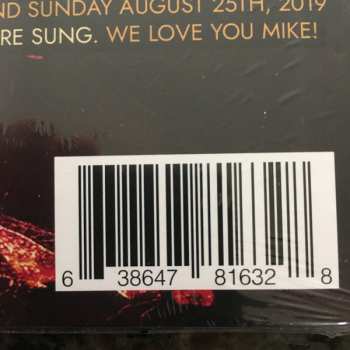 ND SUNDAY AUGUST 25TH, 2019
RE SUNG. WE LOVE YOU MIKE!
6 38647 81632 8